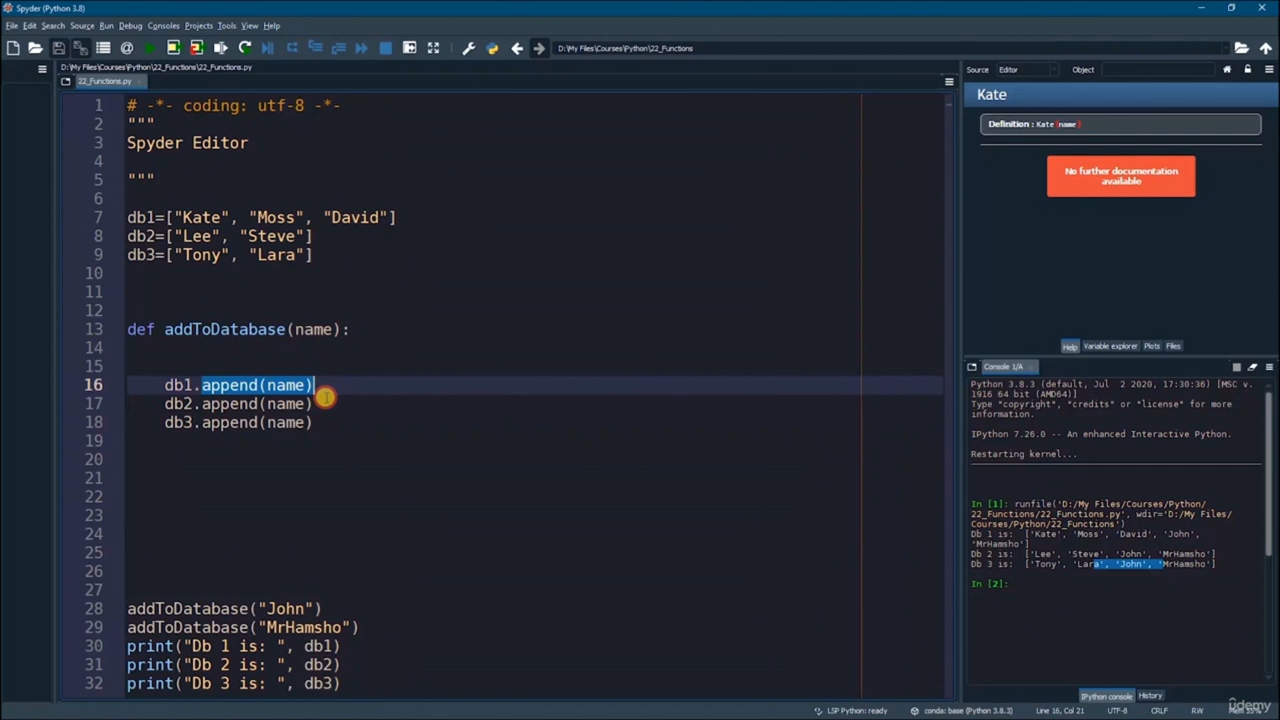 Spyder (Python 3.8)
File Edit Search Source Run Debug Consoles Projects Tools View Help
D:\My Files\Courses\Python\22_Functions
D:\My Files\Courses\Python\22_Functions\22_Functions.py
22_Functions.py
1 # -*- coding: utf-8 -*-
2 """
3 Spyder Editor
4
5 """
6
7 db1=["Kate", "Moss", "David"]
8 db2=["Lee", "Steve"]
9 db3=["Tony", "Lara"]
10
11
12
13 def addToDatabase(name):
14
15
16 db1.append(name)
17 db2.append(name)
18 db3.append(name)
19
20
21
22
23
24
25
26
27
28 addToDatabase("John")
29 addToDatabase("MrHamsho")
30 print("Db 1 is: ", db1)
31 print("Db 2 is: ", db2)
32 print("Db 3 is: ", db3)
Source Editor Object
Kate
Definition : Kate(name)
No further documentation
available
Help Variable explorer Plots Files
Console 1/A
Python 3.8.3 (default, Jul 2 2020, 17:30:36) [MSC v.
1916 64 bit (AMD64)]
Type "copyright", "credits" or "license" for more
information.
IPython 7.26.0 -- An enhanced Interactive Python.
Restarting kernel...
In [1]: runfile('D:/My Files/Courses/Python/
22_Functions/22_Functions.py', wdir='D:/My Files/
Courses/Python/22_Functions')
Db 1 is: ['Kate', 'Moss', 'David', 'John',
'MrHamsho']
Db 2 is: ['Lee', 'Steve', 'John', 'MrHamsho']
Db 3 is: ['Tony', 'Lara', 'John', 'MrHamsho']
In [2]:
IPython console History
LSP Python: ready conda: base (Python 3.8.3) Line 16, Col 21 UTF-8 CRLF RW
udemy